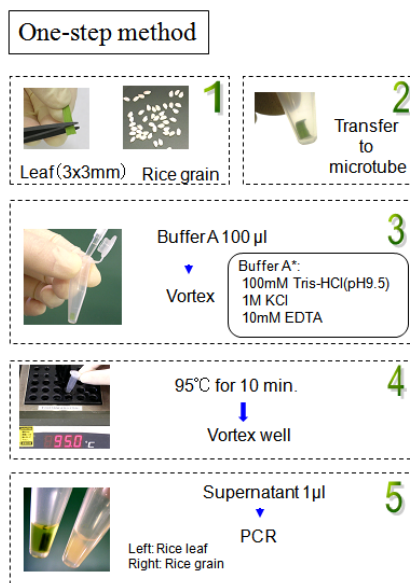 One-step method
1
Leaf(3x3mm)
Rice grain
2
Transfer
to
microtube
3
Buffer A 100 µl
Vortex
Buffer A*:
100mM Tris-HCl(pH9.5)
1M KCl
10mM EDTA
4
95℃ for 10 min.
Vortex well
95.0 ℃
5
Supernatant 1µl
PCR
Left: Rice leaf
Right: Rice grain